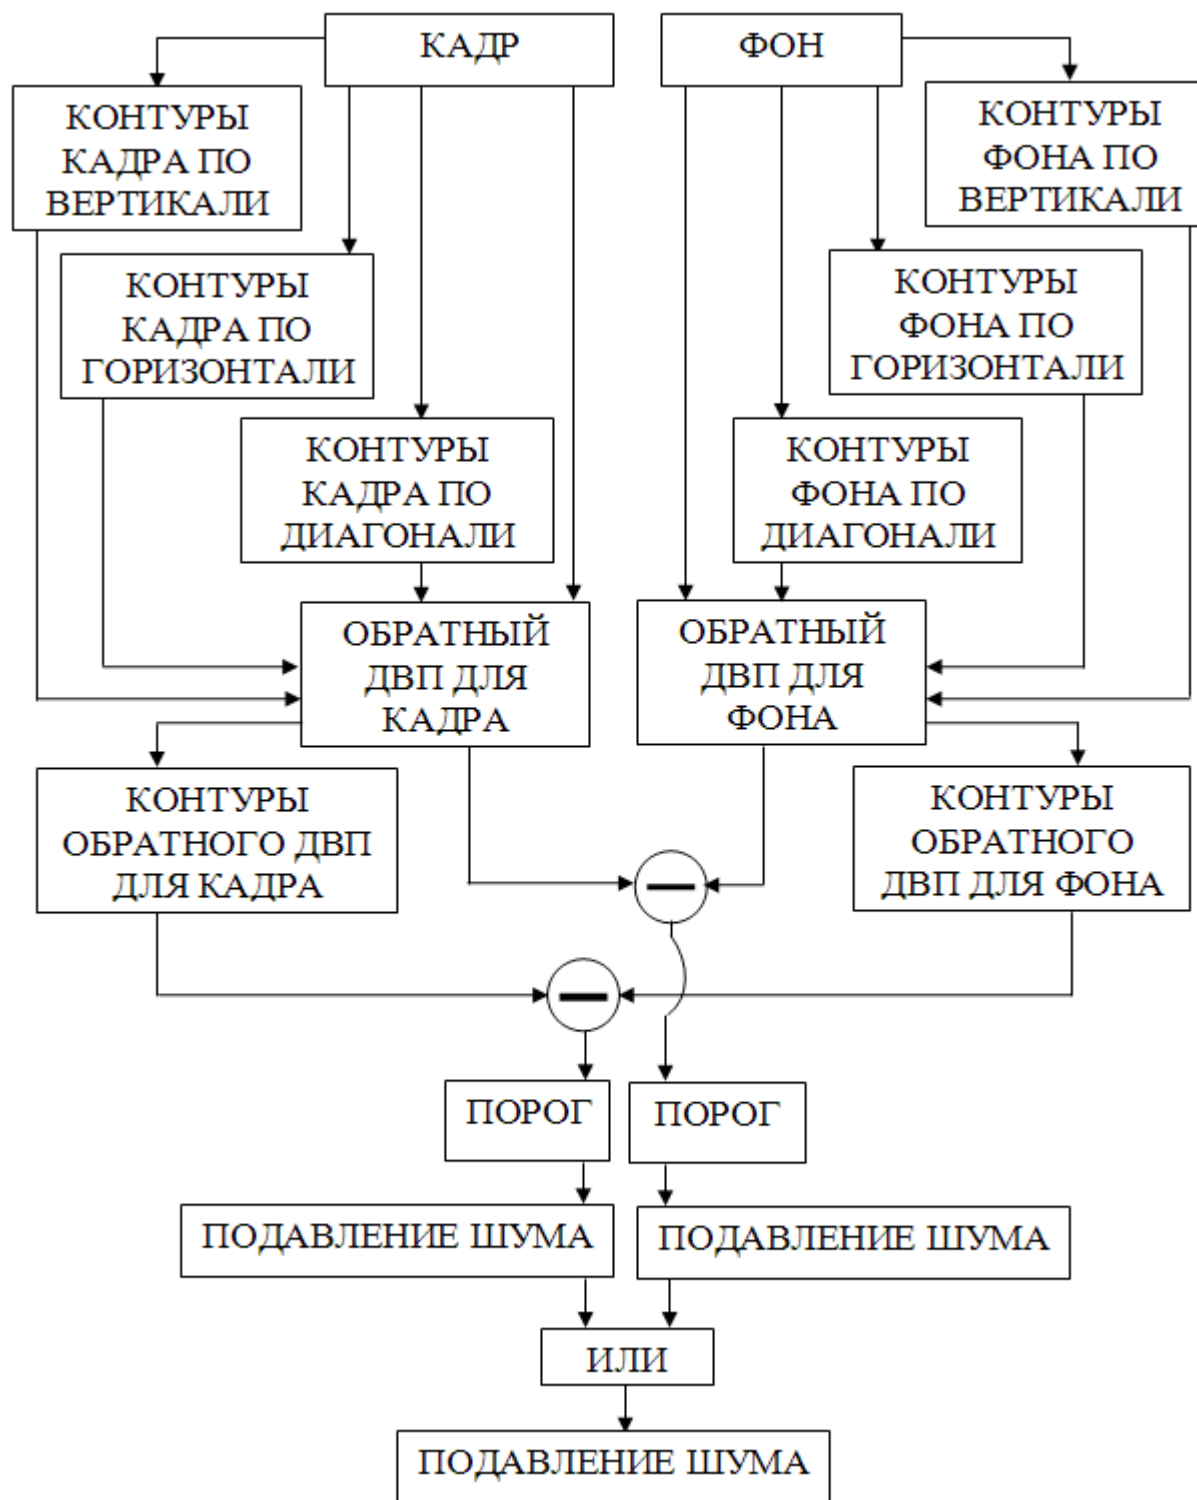 КАДР
ФОН
КОНТУРЫ
КАДРА ПО
ВЕРТИКАЛИ
КОНТУРЫ
ФОНА ПО
ВЕРТИКАЛИ
КОНТУРЫ
КАДРА ПО
ГОРИЗОНТАЛИ
КОНТУРЫ
ФОНА ПО
ГОРИЗОНТАЛИ
КОНТУРЫ
КАДРА ПО
ДИАГОНАЛИ
КОНТУРЫ
ФОНА ПО
ДИАГОНАЛИ
ОБРАТНЫЙ
ДВП ДЛЯ
КАДРА
ОБРАТНЫЙ
ДВП ДЛЯ
ФОНА
КОНТУРЫ
ОБРАТНОГО ДВП
ДЛЯ КАДРА
КОНТУРЫ
ОБРАТНОГО
ДВП ДЛЯ ФОНА
ПОРОГ
ПОРОГ
ПОДАВЛЕНИЕ ШУМА
ПОДАВЛЕНИЕ ШУМА
ИЛИ
ПОДАВЛЕНИЕ ШУМА